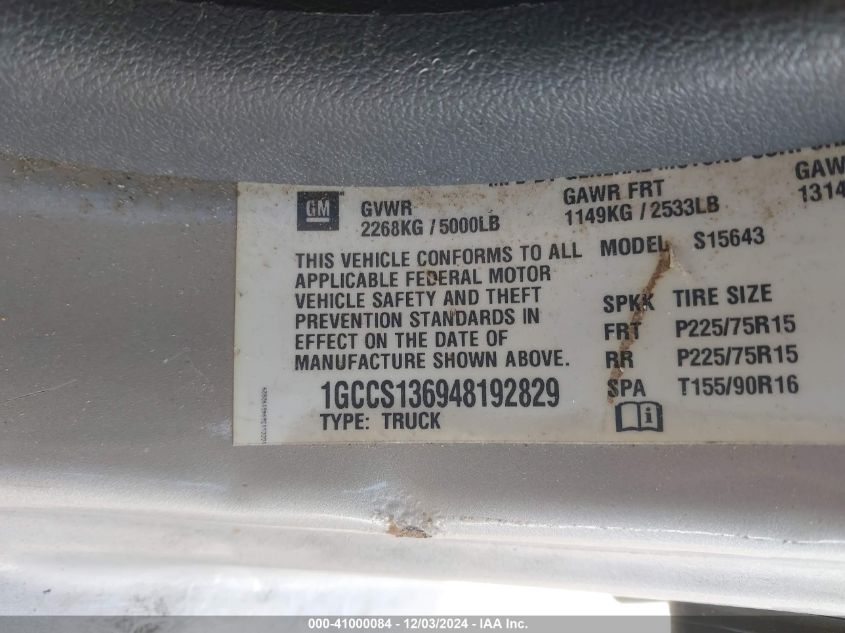 GM
GVWR
2268KG / 5000LB
GAWR FRT
1149KG / 2533LB
GAW
1314
THIS VEHICLE CONFORMS TO ALL
APPLICABLE FEDERAL MOTOR
VEHICLE SAFETY AND THEFT
PREVENTION STANDARDS IN
EFFECT ON THE DATE OF
MANUFACTURE SHOWN ABOVE.
1GCCS136948192829
TYPE: TRUCK
MODEL S15643
SPKK TIRE SIZE
FRT P225/75R15
RR P225/75R15
SPA T155/90R16
000-41000084 - 12/03/2024 - IAA Inc.